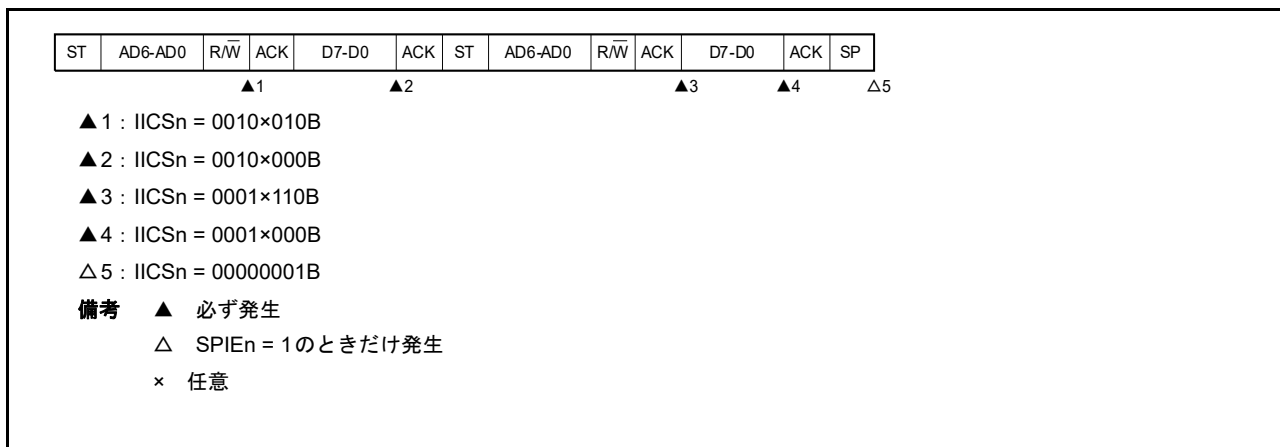 ST AD6-AD0 R/W̅ ACK D7-D0 ACK ST AD6-AD0 R/W̅ ACK D7-D0 ACK SP
▲1 ▲2 ▲3 ▲4 △5
▲1：IICSn = 0010×010B
▲2：IICSn = 0010×000B
▲3：IICSn = 0001×110B
▲4：IICSn = 0001×000B
△5：IICSn = 00000001B
備考 ▲ 必ず発生
△ SPIEn = 1のときだけ発生
× 任意